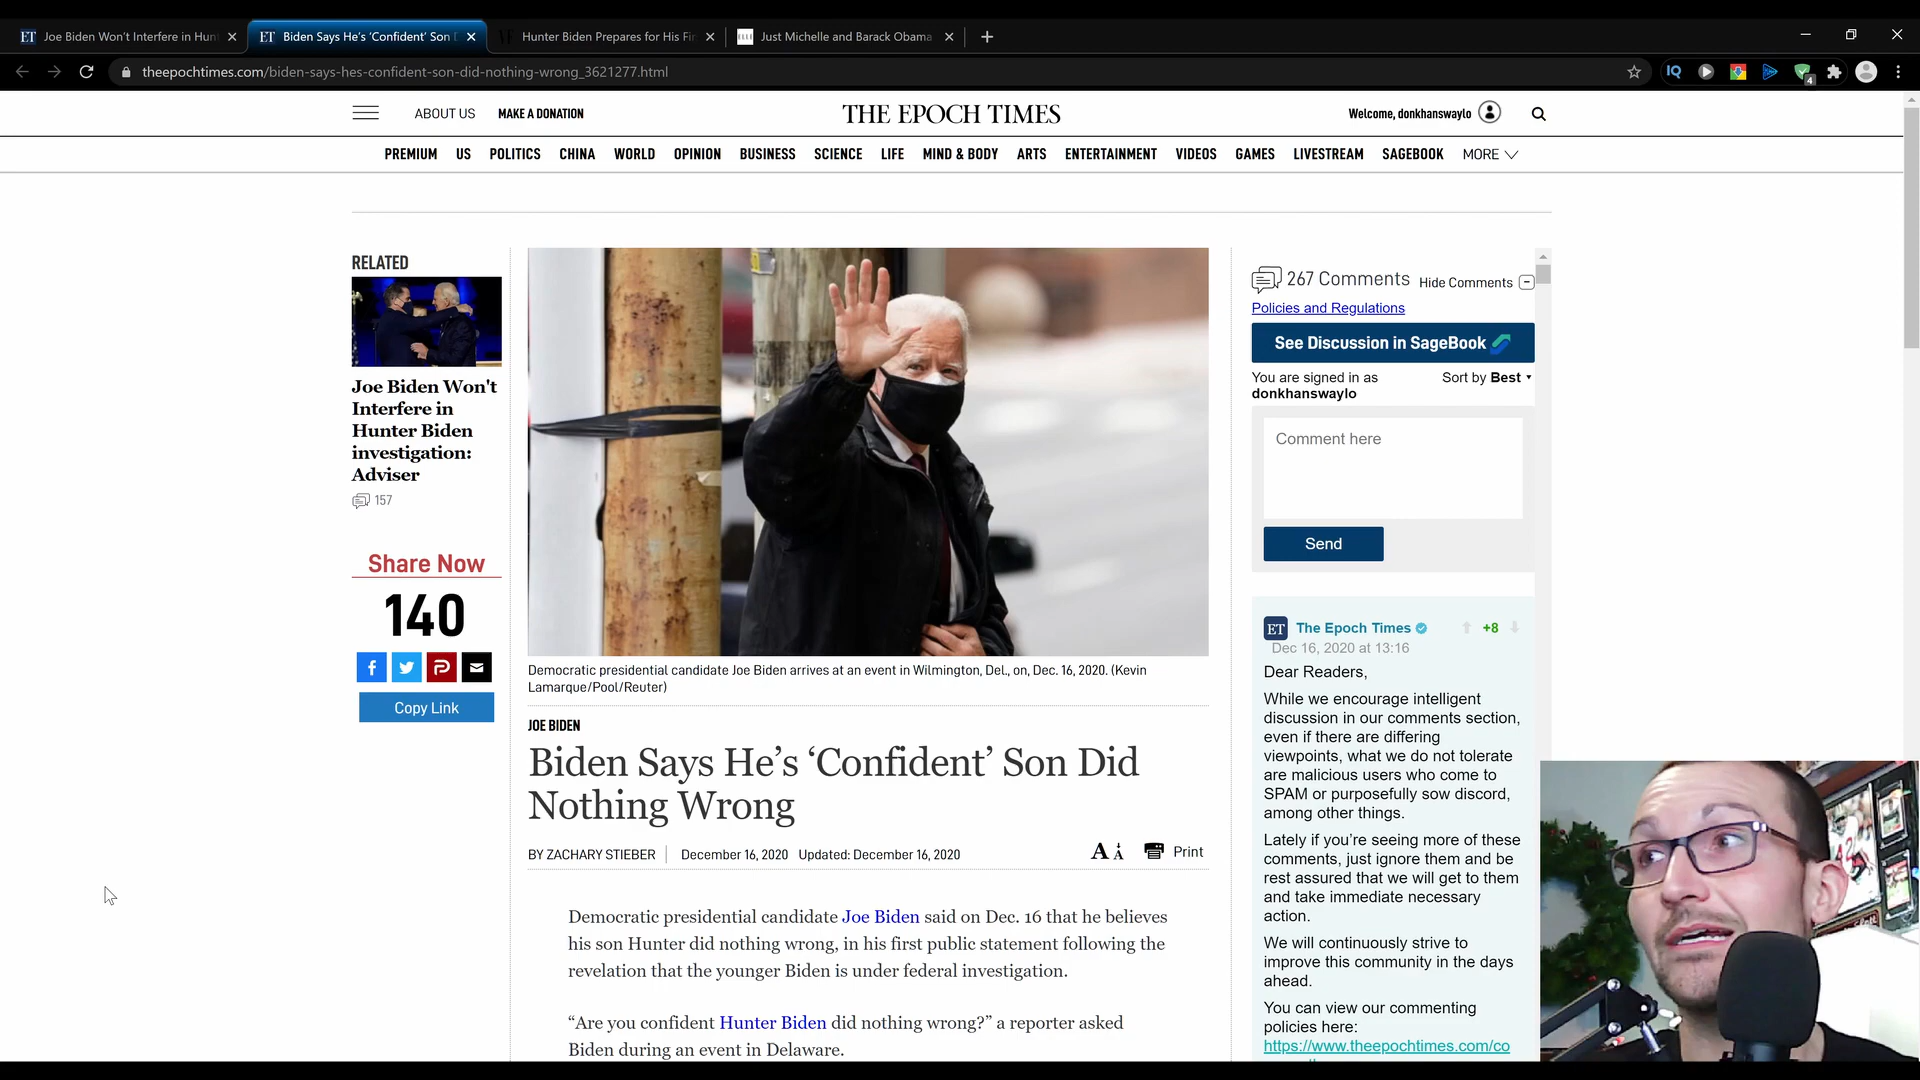 Joe Biden Won't Interfere in Hun
Biden Says He's 'Confident' Son D
Hunter Biden Prepares for His Fir
Just Michelle and Barack Obama
theepochtimes.com/biden-says-hes-confident-son-did-nothing-wrong_3621277.html
IQ
4
ABOUT US
MAKE A DONATION
THE EPOCH TIMES
Welcome, donkhanswaylo
PREMIUM US POLITICS CHINA WORLD OPINION BUSINESS SCIENCE LIFE MIND & BODY ARTS ENTERTAINMENT VIDEOS GAMES LIVESTREAM SAGEBOOK MORE
RELATED
Joe Biden Won't
Interfere in
Hunter Biden
investigation:
Adviser
157
Share Now
140
Copy Link
Democratic presidential candidate Joe Biden arrives at an event in Wilmington, Del., on, Dec. 16, 2020. (Kevin
Lamarque/Pool/Reuter)
JOE BIDEN
Biden Says He's 'Confident' Son Did
Nothing Wrong
BY ZACHARY STIEBER
December 16, 2020 Updated: December 16, 2020
A A
Print
Democratic presidential candidate Joe Biden said on Dec. 16 that he believes
his son Hunter did nothing wrong, in his first public statement following the
revelation that the younger Biden is under federal investigation.
“Are you confident Hunter Biden did nothing wrong?” a reporter asked
Biden during an event in Delaware.
267 Comments
Hide Comments
Policies and Regulations
See Discussion in SageBook
You are signed in as
donkhanswaylo
Sort by Best
Comment here
Send
ET
The Epoch Times
+8
Dec 16, 2020 at 13:16
Dear Readers,
While we encourage intelligent
discussion in our comments section,
even if there are differing
viewpoints, what we do not tolerate
are malicious users who come to
SPAM or purposefully sow discord,
among other things.
Lately if you're seeing more of these
comments, just ignore them and be
rest assured that we will get to them
and take immediate necessary
action.
We will continuously strive to
improve this community in the days
ahead.
You can view our commenting
policies here:
https://www.theepochtimes.com/co